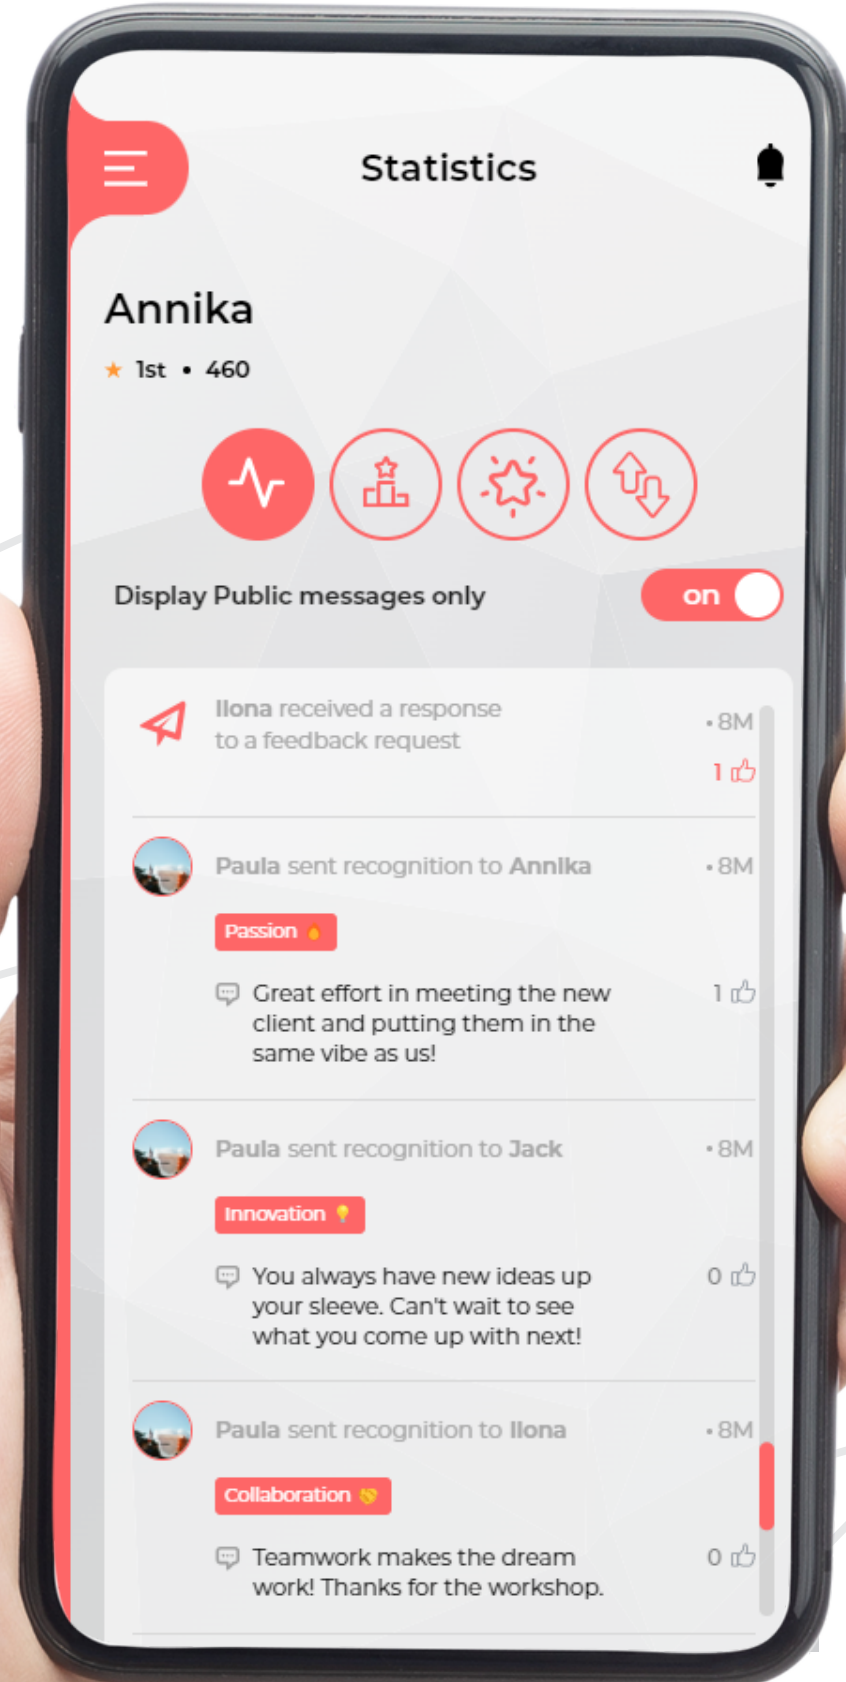 Statistics
Annika
1st • 460
Display Public messages only
on
Ilona received a response
to a feedback request
• 8M
1
Paula sent recognition to Annika
• 8M
Passion
Great effort in meeting the new
client and putting them in the
same vibe as us!
1
Paula sent recognition to Jack
• 8M
Innovation
You always have new ideas up
your sleeve. Can't wait to see
what you come up with next!
0
Paula sent recognition to Ilona
• 8M
Collaboration
Teamwork makes the dream
work! Thanks for the workshop.
0